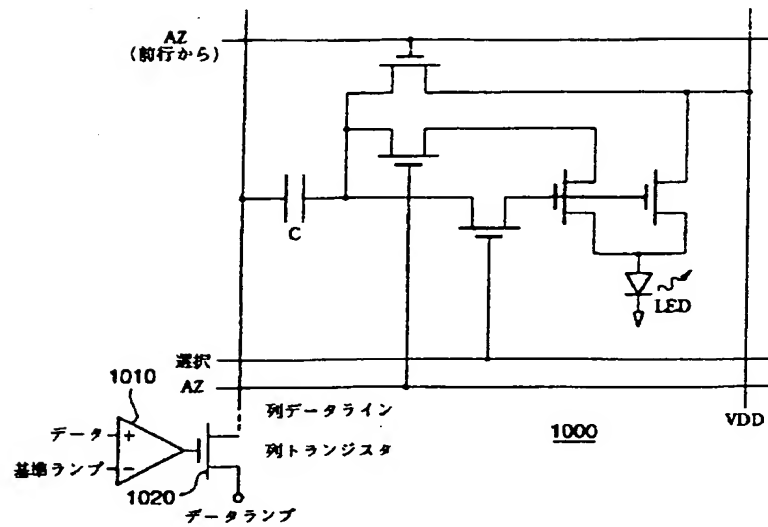 AZ
(前行から)
C
LED
選択
AZ
1010
列データライン
VDD
データ
+
列トランジスタ
1000
基準ランプ
-
1020
データランプ